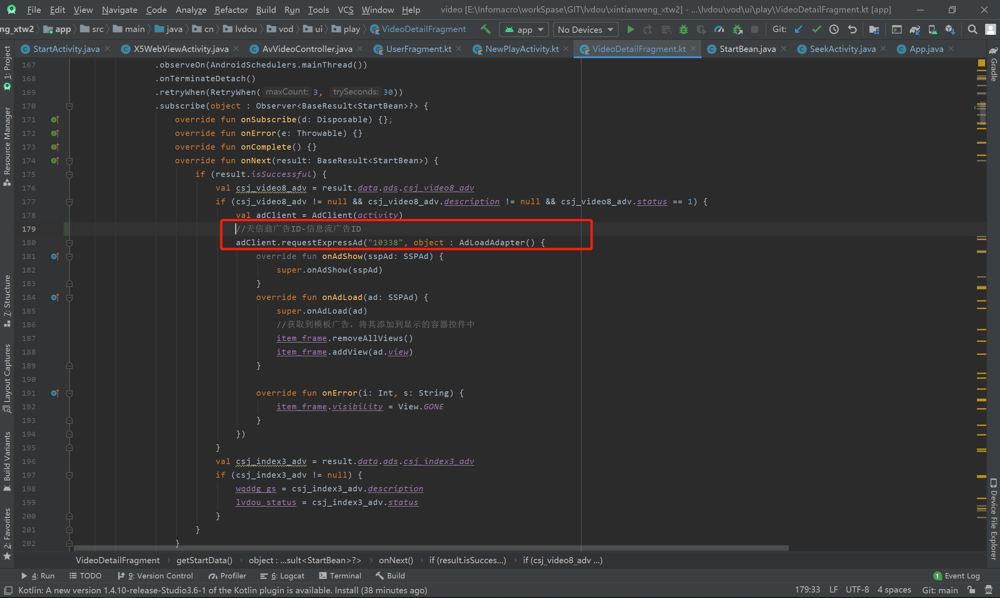 File Edit View Navigate Code Analyze Refactor Build Run Tools VCS Window Help video [E:\Infomacro\workSpase\GIT\lvdou\xintianweng_xtw2] - ...\lvdou\vod\ui\play\VideoDetailFragment.kt [app]
ng_xtw2 app src main java cn lvdou vod ui play VideoDetailFragment app No Devices Git:
StartActivity.java X5WebViewActivity.java AvVideoController.java UserFragment.kt NewPlayActivity.kt VideoDetailFragment.kt StartBean.java SeekActivity.java App.java
1: Project
Resource Manager
7: Structure
Layout Captures
Build Variants
2: Favorites
167 .observeOn(AndroidSchedulers.mainThread())
168 .onTerminateDetach()
169 .retryWhen(RetryWhen( maxCount: 3, trySeconds: 30))
170 .subscribe(object : Observer<BaseResult<StartBean>?> {
171 override fun onSubscribe(d: Disposable) {};
172 override fun onError(e: Throwable) {}
173 override fun onComplete() {}
174 override fun onNext(result: BaseResult<StartBean>) {
175 if (result.isSuccessful) {
176 val csj_video8_adv = result.data.ads.csj_video8_adv
177 if (csj_video8_adv != null && csj_video8_adv.description != null && csj_video8_adv.status == 1) {
178 val adClient = AdClient(activity)
179 //天信翁广告ID-信息流广告ID
180 adClient.requestExpressAd("10338", object : AdLoadAdapter() {
181 override fun onAdShow(sspAd: SSPAd) {
182 super.onAdShow(sspAd)
183 }
184 override fun onAdLoad(ad: SSPAd) {
185 super.onAdLoad(ad)
186 //获取到模板广告，将其添加到显示的容器控件中
187 item_frame.removeAllViews()
188 item_frame.addView(ad.view)
189 }
190
191 override fun onError(i: Int, s: String) {
192 item_frame.visibility = View.GONE
193 }
194 })
195 }
196 val csj_index3_adv = result.data.ads.csj_index3_adv
197 if (csj_index3_adv != null) {
198 wqddg_gs = csj_index3_adv.description
199 lvdou_status = csj_index3_adv.status
200 }
201 }
202 }
Gradle
Device File Explorer
VideoDetailFragment › getStartData() › object : ...sult<StartBean>?> › onNext() › if (result.isSucces...) › if (csj_video8_adv ...)
4: Run TODO 9: Version Control Profiler 6: Logcat Terminal Build 1 Event Log
Kotlin: A new version 1.4.10-release-Studio3.6-1 of the Kotlin plugin is available. Install (38 minutes ago) 179:33 LF UTF-8 4 spaces Git: main